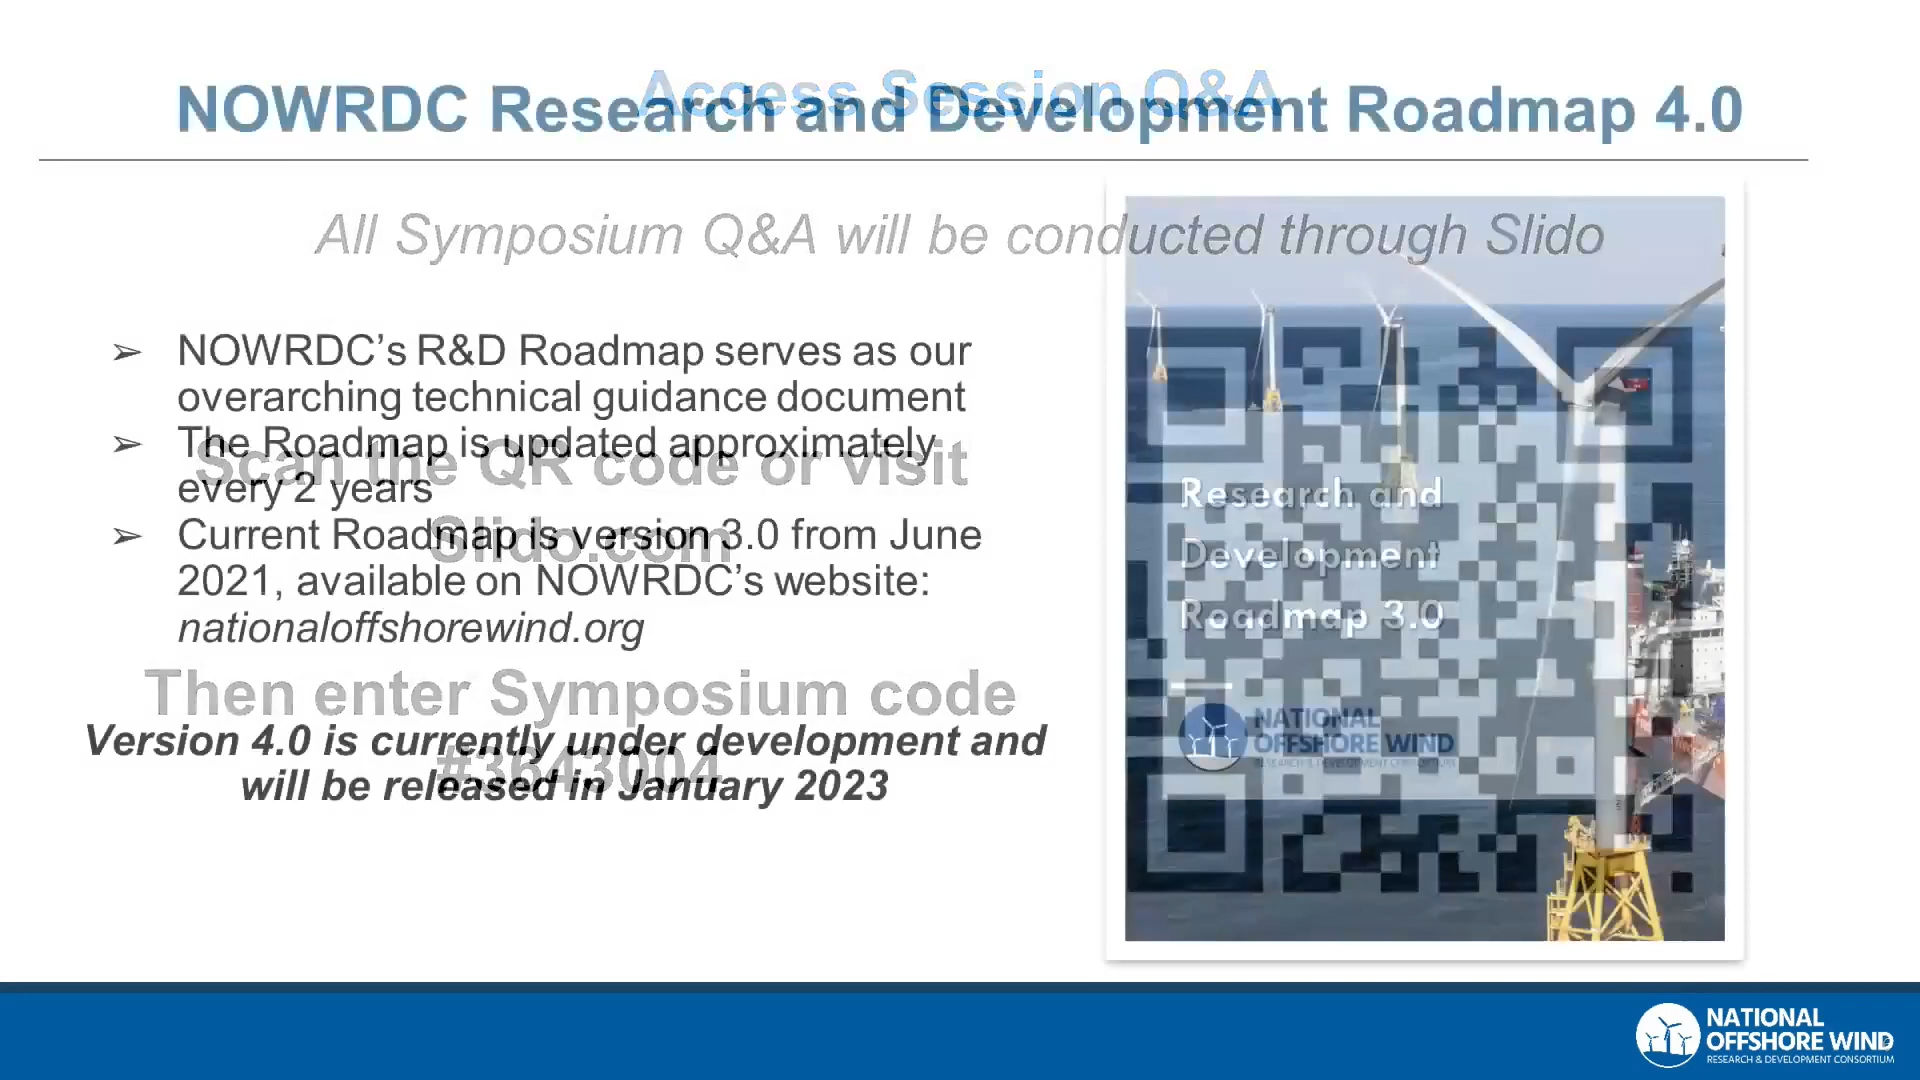 Access Session Q&A
NOWRDC Research and Development Roadmap 4.0
All Symposium Q&A will be conducted through Slido
➢ NOWRDC’s R&D Roadmap serves as our
overarching technical guidance document
➢ The Roadmap is updated approximately
every 2 years
➢ Current Roadmap is version 3.0 from June
2021, available on NOWRDC’s website:
nationaloffshorewind.org
Version 4.0 is currently under development and
will be released in January 2023
Scan the QR code or visit
Slido.com
Then enter Symposium code
#3643004
Research and
Development
Roadmap 3.0
NATIONAL
OFFSHORE WIND
RESEARCH & DEVELOPMENT CONSORTIUM
NATIONAL
OFFSHORE WIND
RESEARCH & DEVELOPMENT CONSORTIUM